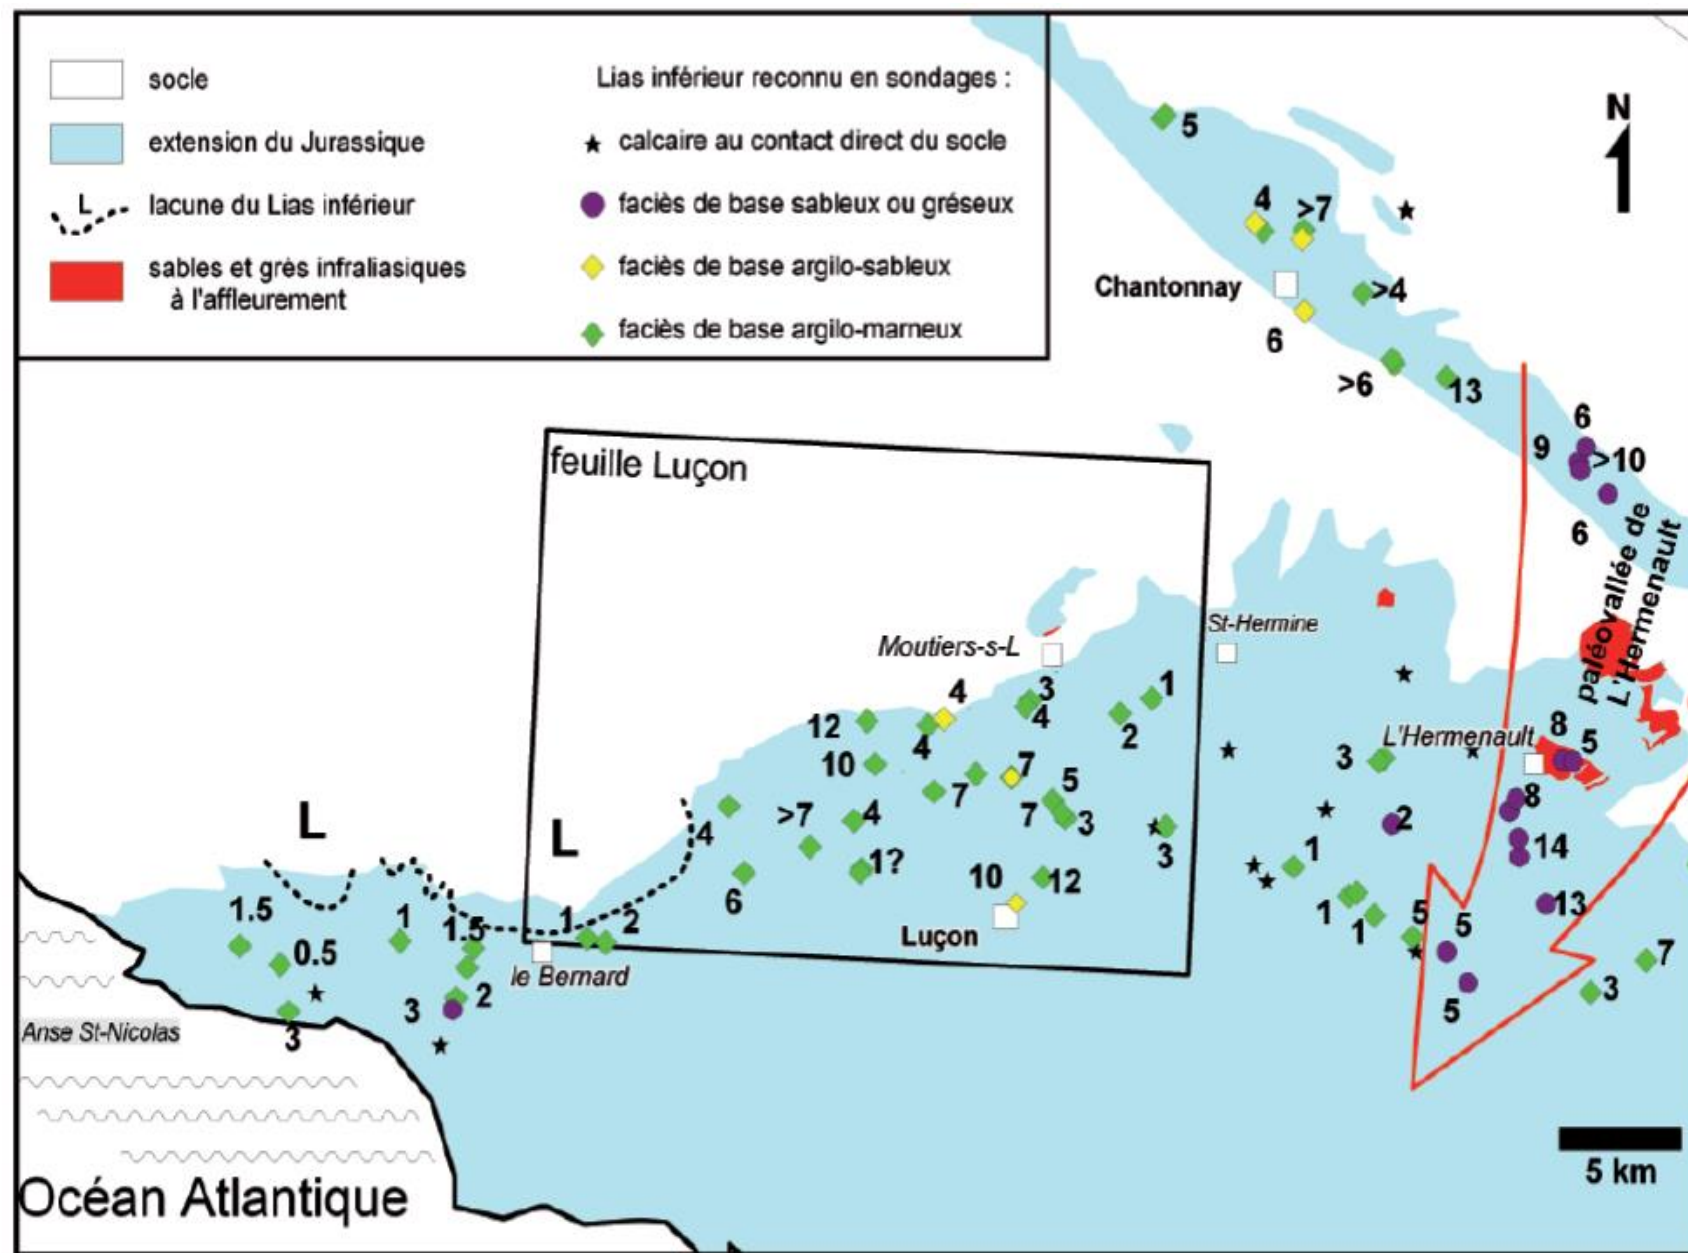 socle
extension du Jurassique
L
lacune du Lias inférieur
sables et grès infraliasiques
à l'affleurement
Lias inférieur reconnu en sondages :
calcaire au contact direct du socle
faciès de base sableux ou gréseux
faciès de base argilo-sableux
faciès de base argilo-marneux
N
5
4
>7
Chantonnay
>4
6
>6
13
6
9
>10
6
paléovallée de
L'Hermenault
feuille Luçon
Moutiers-s-L
St-Hermine
4
3
4
1
12
4
2
10
7
7
5
L'Hermenault
8
5
3
8
L
L
4
>7
4
7
3
3
2
14
1?
10
12
1
6
13
1.5
1
1.5
1
2
Luçon
1
1
5
5
0.5
le Bernard
7
3
2
3
3
5
Anse St-Nicolas
5 km
Océan Atlantique